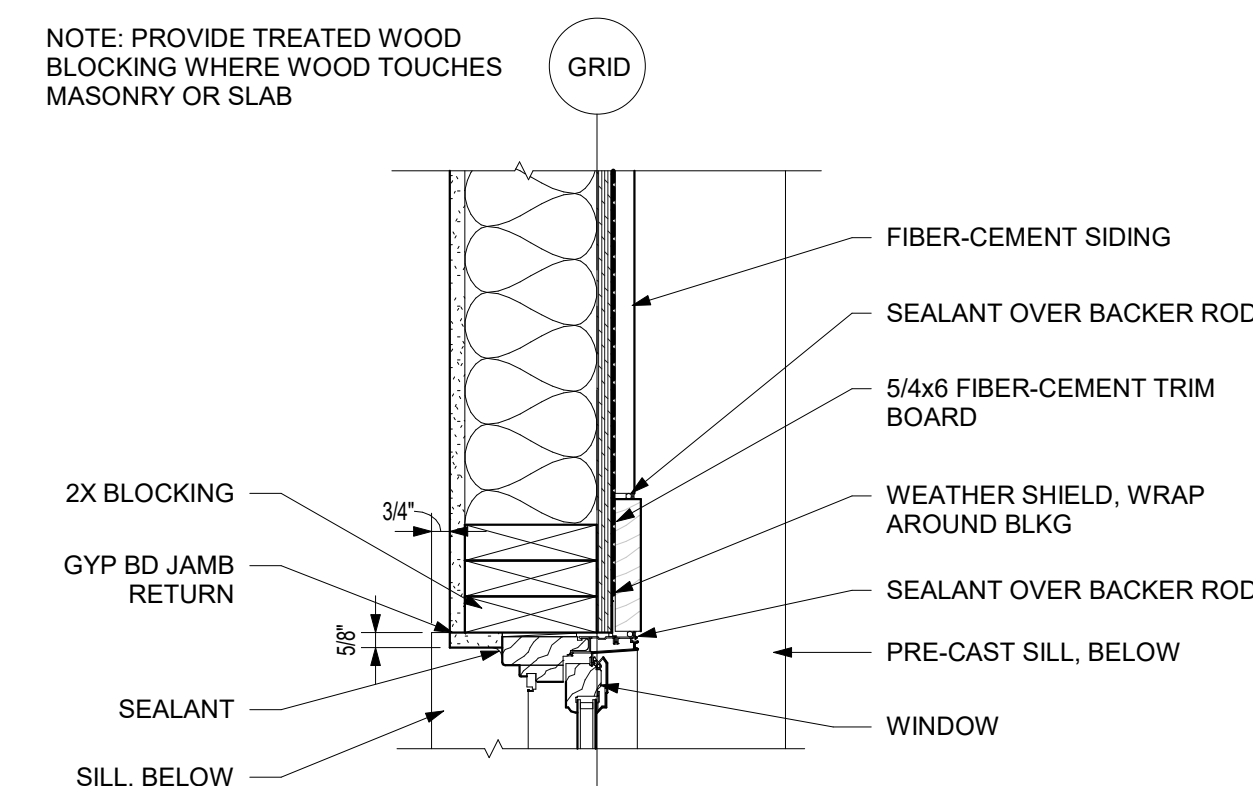 NOTE: PROVIDE TREATED WOOD
BLOCKING WHERE WOOD TOUCHES
MASONRY OR SLAB
GRID
FIBER-CEMENT SIDING
SEALANT OVER BACKER ROD
5/4x6 FIBER-CEMENT TRIM
BOARD
WEATHER SHIELD, WRAP
AROUND BLKG
SEALANT OVER BACKER ROD
PRE-CAST SILL, BELOW
WINDOW
2X BLOCKING
3/4"
GYP BD JAMB
RETURN
5/8"
SEALANT
SILL, BELOW